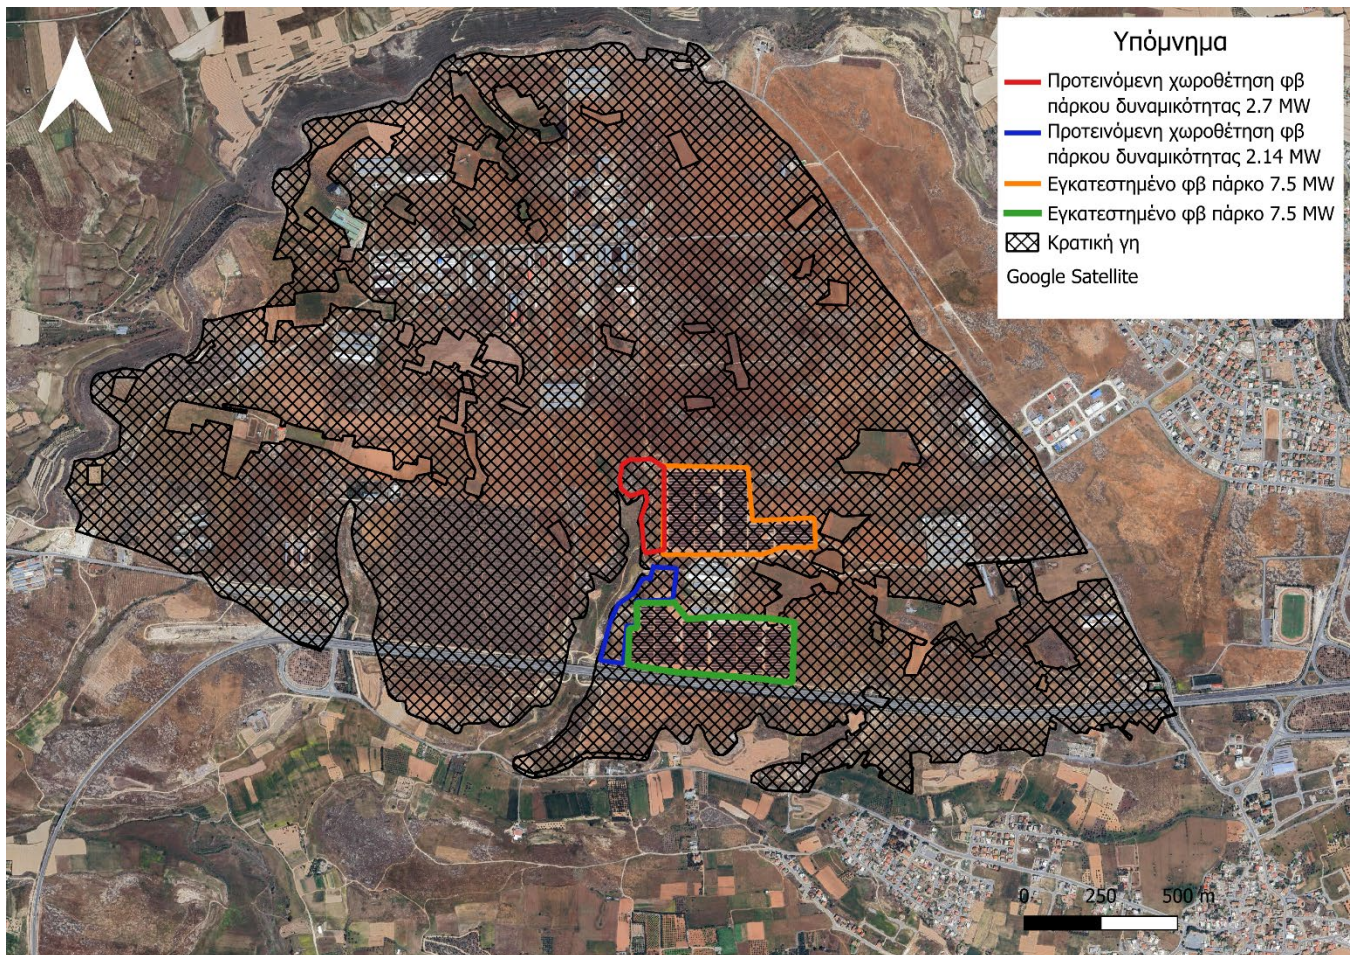 Υπόμνημα
Προτεινόμενη χωροθέτηση φβ
πάρκου δυναμικότητας 2.7 MW
Προτεινόμενη χωροθέτηση φβ
πάρκου δυναμικότητας 2.14 MW
Εγκατεστημένο φβ πάρκο 7.5 MW
Εγκατεστημένο φβ πάρκο 7.5 MW
Κρατική γη
Google Satellite
0 250 500 m